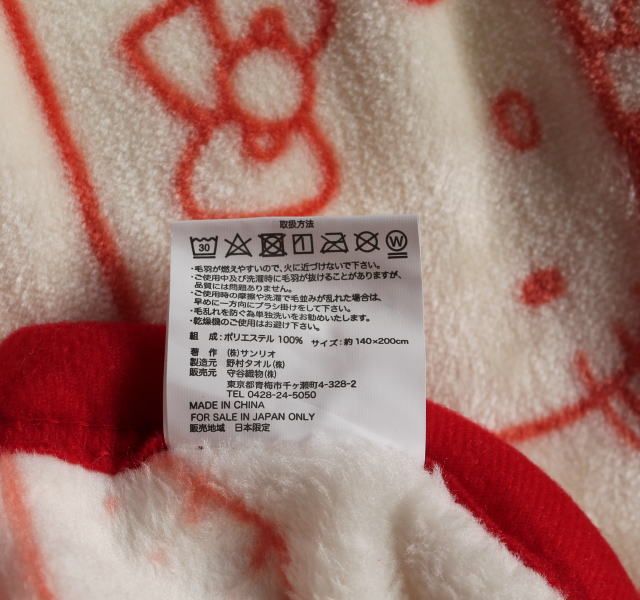 取扱方法
30 W
・毛羽が燃えやすいので、火に近づけないで下さい。
・ご使用中及び洗濯時に毛羽が抜けることがありますが、
品質には問題ありません。
・ご使用時の摩擦や洗濯で毛並みが乱れた場合は、
早めに一方向にブラシ掛けをして下さい。
・毛乱れを防ぐ為単独洗いをお勧めいたします。
・乾燥機のご使用はお避け下さい。
組 成:ポリエステル 100% サイズ:約140×200cm
著 作 (株)サンリオ
製造元 野村タオル(株)
販売元 守谷織物(株)
東京都青梅市千ヶ瀬町4-328-2
TEL 0428-24-5050
MADE IN CHINA
FOR SALE IN JAPAN ONLY
販売地域 日本限定